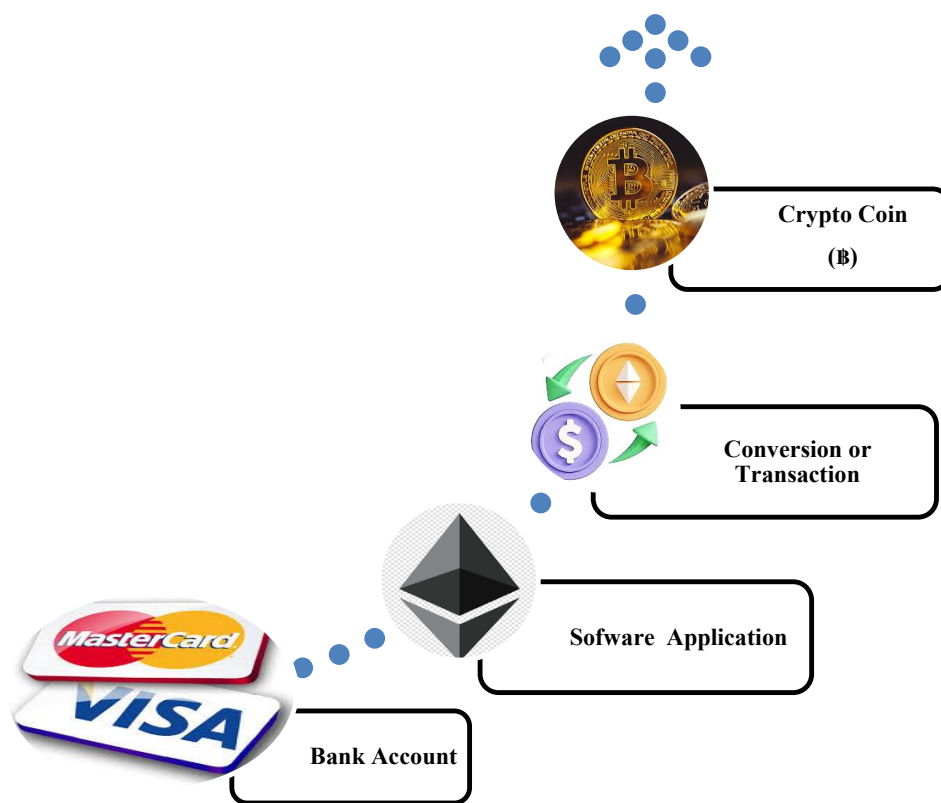 Crypto Coin
(฿)
$
Conversion or
Transaction
Sofware Application
MasterCard
VISA
Bank Account